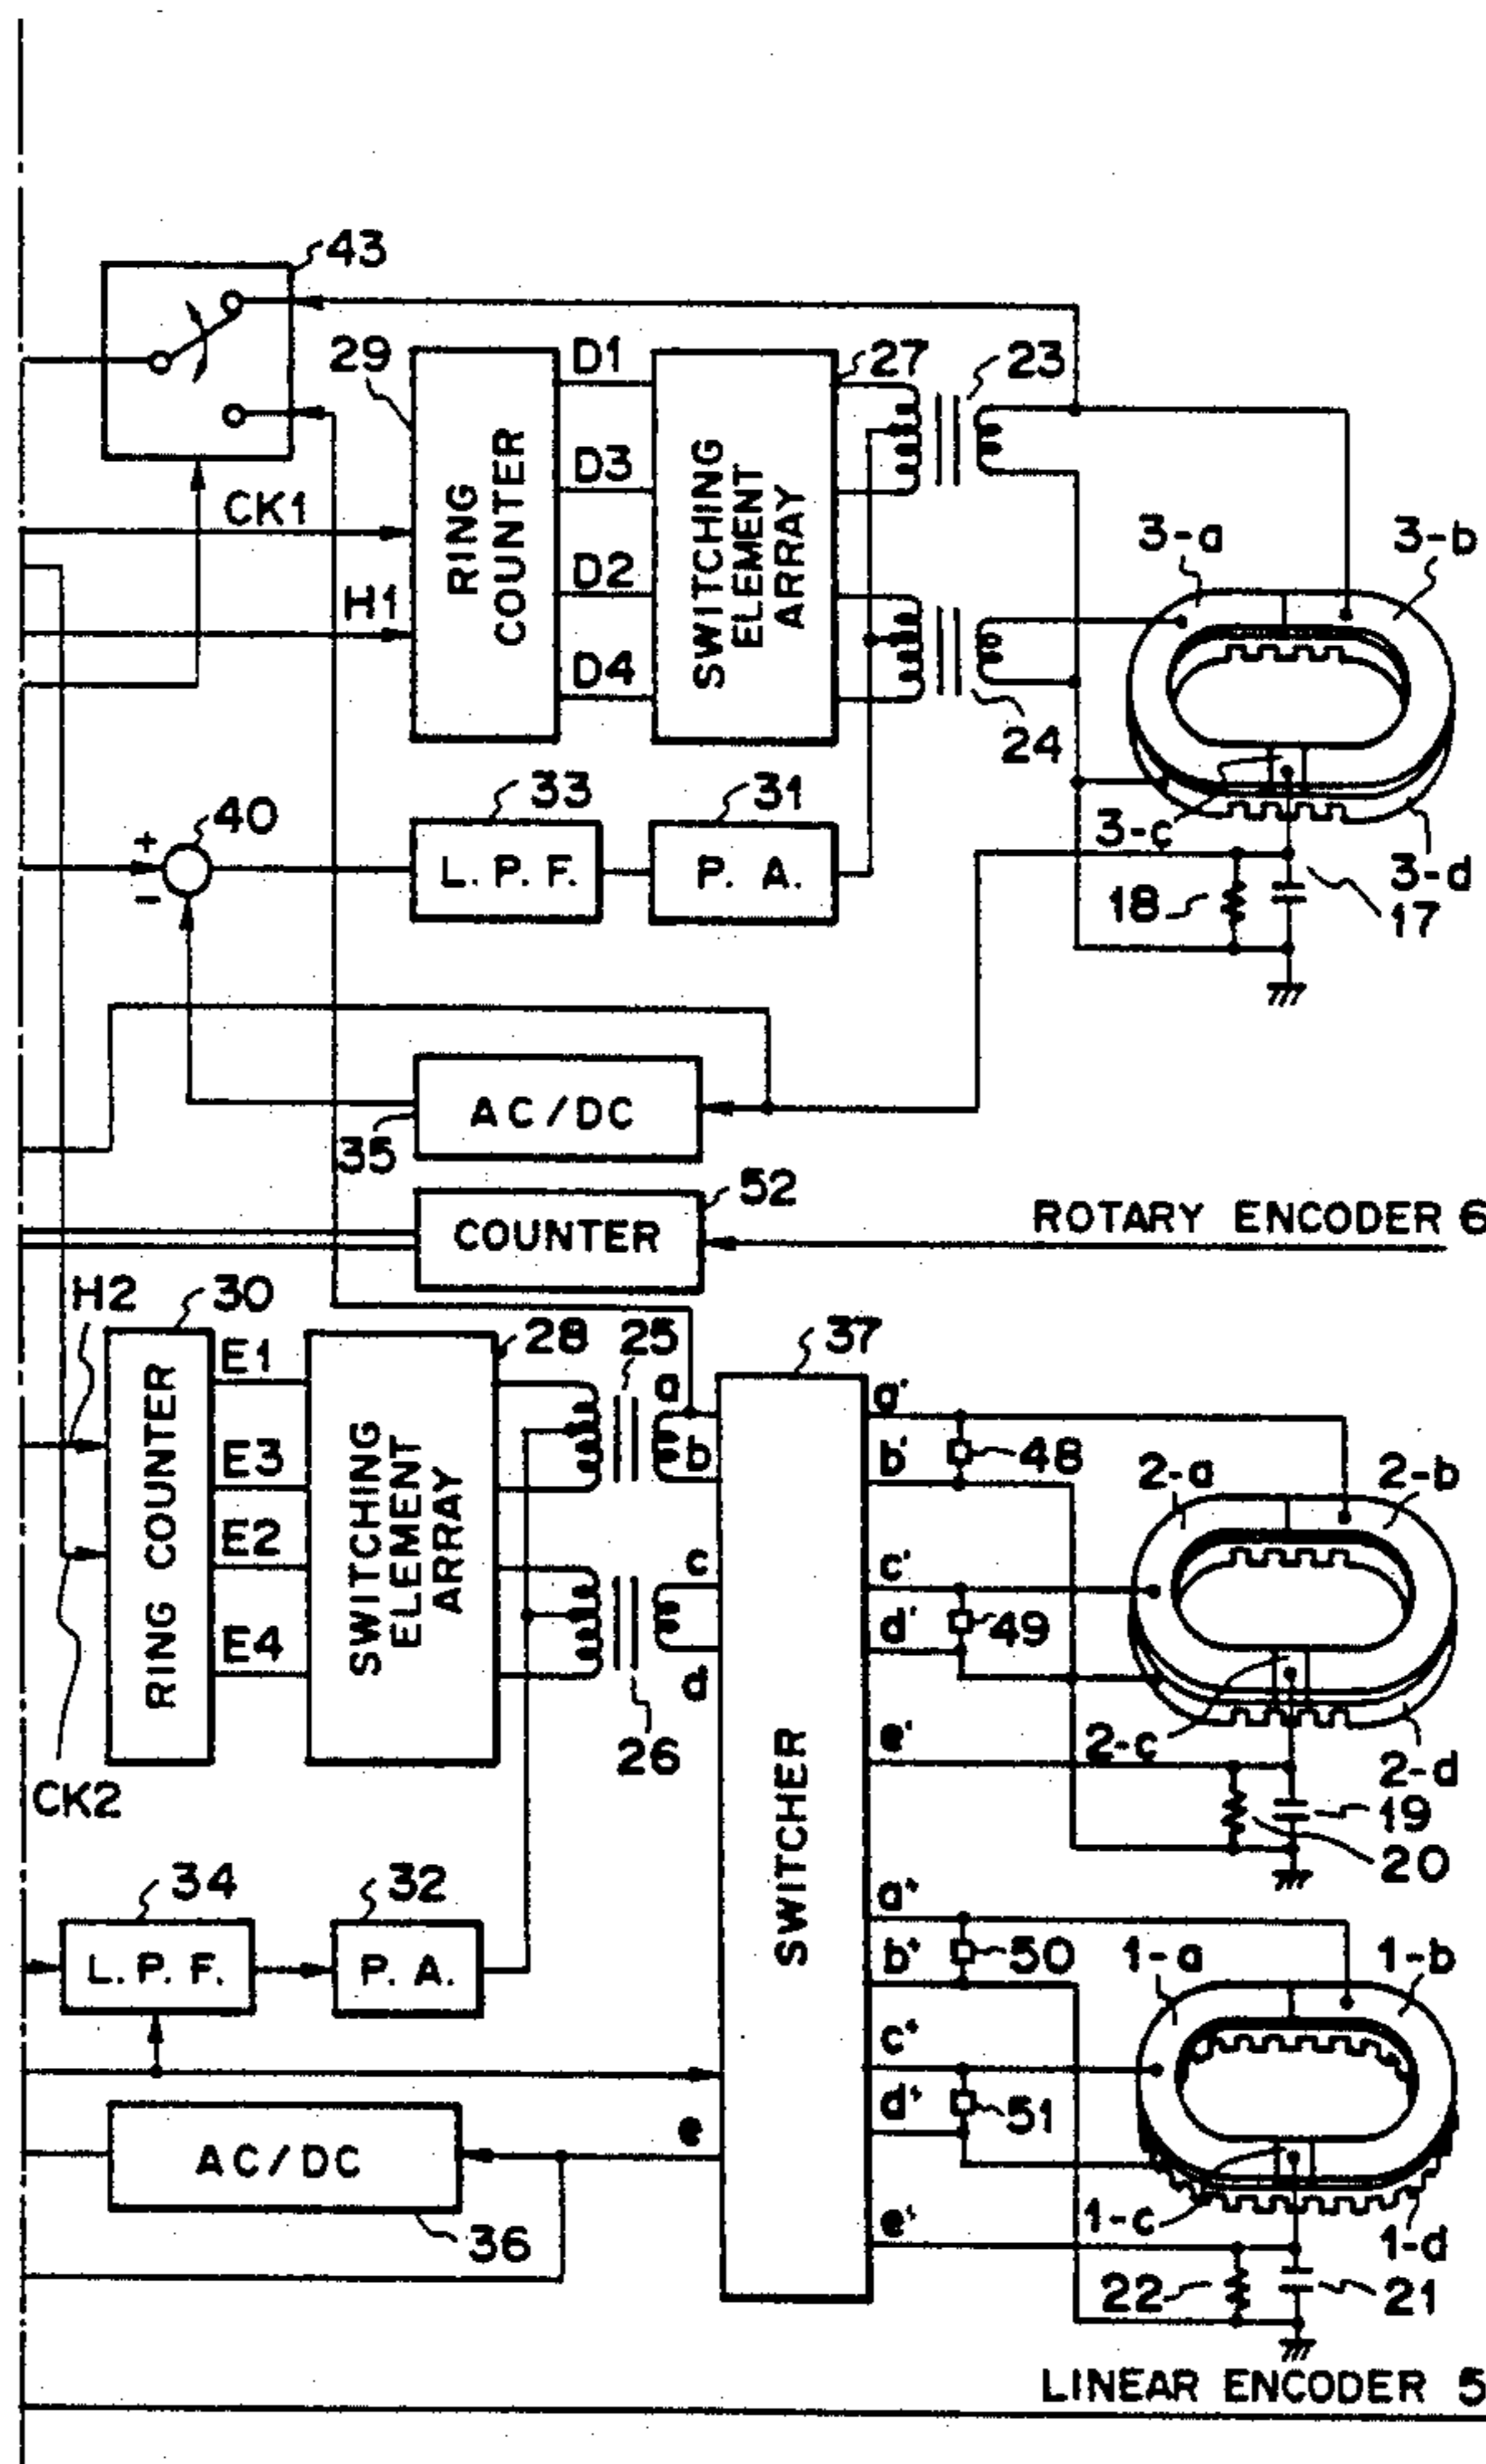 43
29
D1
27
23
RING
COUNTER
D3
SWITCHING
ELEMENT
ARRAY
CK1
3-a
3-b
D2
H1
D4
24
33
31
40
+
-
L. P. F.
P. A.
3-c
3-d
18
17
AC/DC
35
52
COUNTER
ROTARY ENCODER 6
H2
30
E1
28
25
37
a
a'
b
b'
48
2-a
2-b
RING COUNTER
E3
SWITCHING
ELEMENT
ARRAY
E2
c
c'
d'
49
E4
d
26
e'
2-c
2-d
CK2
19
20
SWITCHER
34
32
L. P. F.
P. A.
a+
b+
50
1-a
1-b
c+
d+
51
AC/DC
e
36
1-c
1-d
22
21
LINEAR ENCODER 5